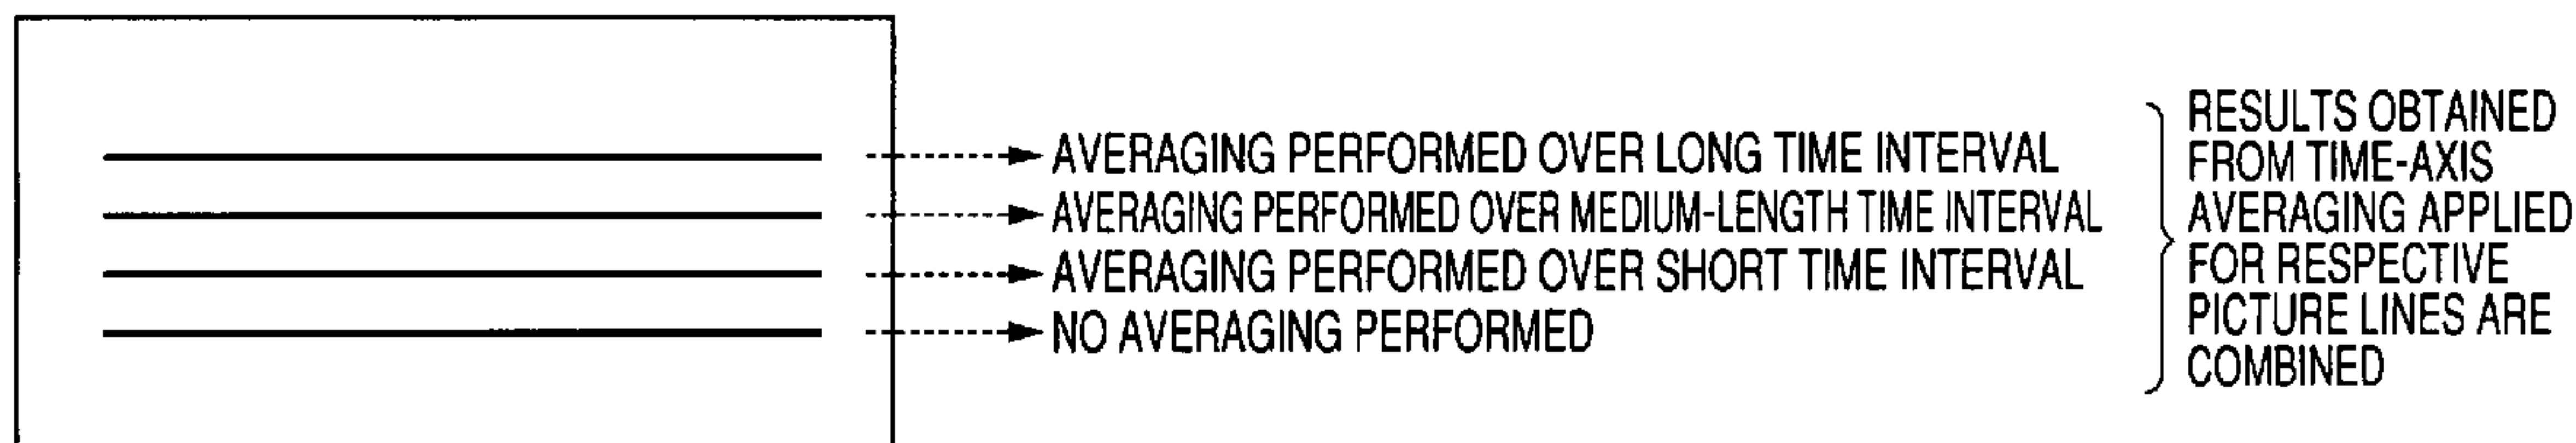 AVERAGING PERFORMED OVER LONG TIME INTERVAL
AVERAGING PERFORMED OVER MEDIUM-LENGTH TIME INTERVAL
AVERAGING PERFORMED OVER SHORT TIME INTERVAL
NO AVERAGING PERFORMED
RESULTS OBTAINED
FROM TIME-AXIS
AVERAGING APPLIED
FOR RESPECTIVE
PICTURE LINES ARE
COMBINED